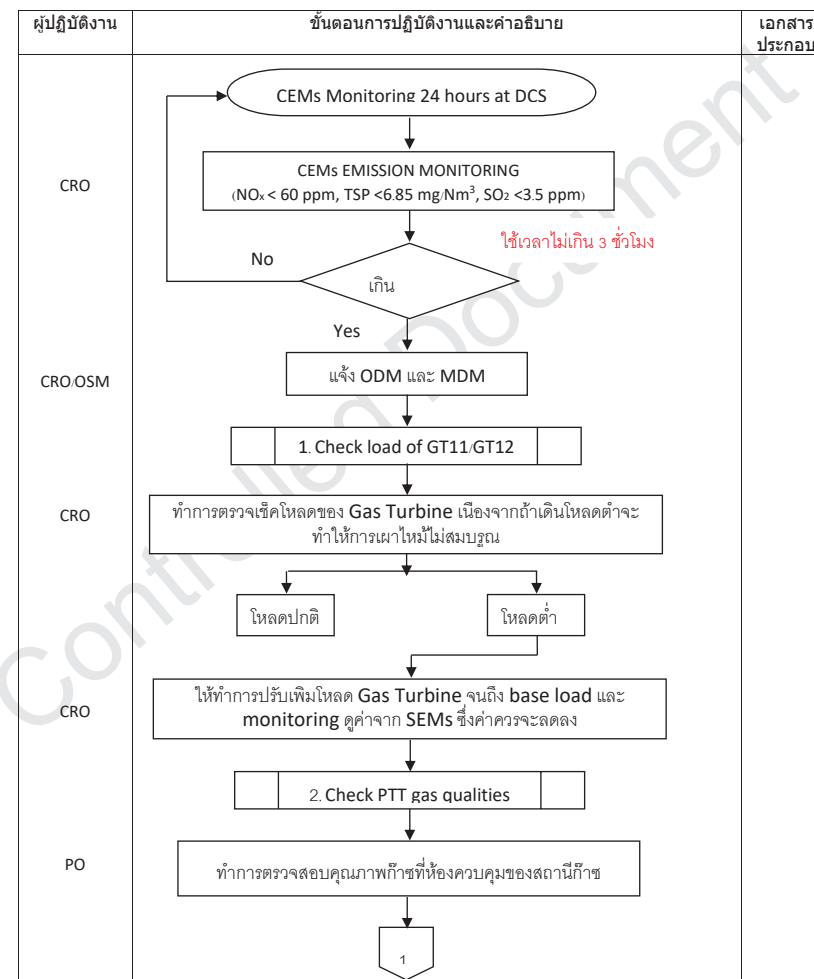 ผู้ปฏิบัติงาน
ขั้นตอนการปฏิบัติงานและคำอธิบาย
เอกสาร
ประกอบ
CEMs Monitoring 24 hours at DCS
CRO
CEMs EMISSION MONITORING
(NOx < 60 ppm, TSP <6.85 mg/Nm³, SO2 <3.5 ppm)
ใช้เวลาไม่เกิน 3 ชั่วโมง
No
เกิน
Yes
CRO/OSM
แจ้ง ODM และ MDM
1. Check load of GT11/GT12
CRO
ทำการตรวจเช็คโหลดของ Gas Turbine เนื่องจากถ้าเดินโหลดต่ำจะ
ทำให้การเผาไหม้ไม่สมบรูณ
โหลดปกติ
โหลดต่ำ
CRO
ให้ทำการปรับเพิ่มโหลด Gas Turbine จนถึง base load และ
monitoring ดูค่าจาก SEMs ซึ่งค่าควรจะลดลง
2. Check PTT gas qualities
PO
ทำการตรวจสอบคุณภาพก๊าซที่ห้องควบคุมของสถานีก๊าซ
1
Controlled Document